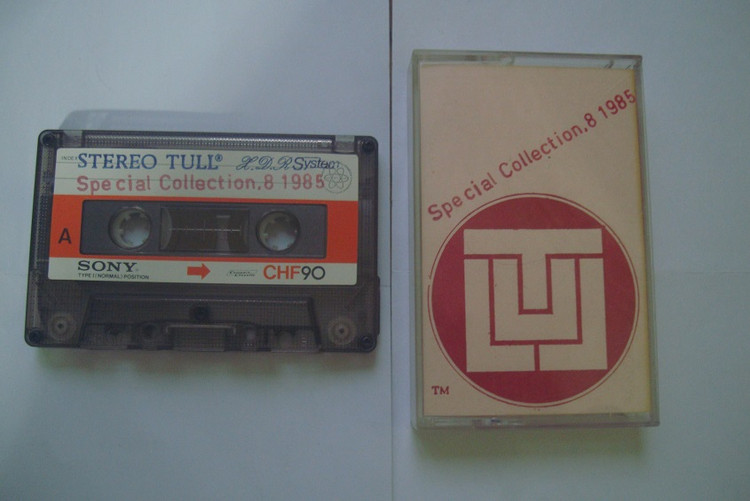 STEREO TULL® H.D.R System
Special Collection.8 1985
A
SONY
TYPE I (NORMAL) POSITION
CHF90
Special Collection.8 1985
TM